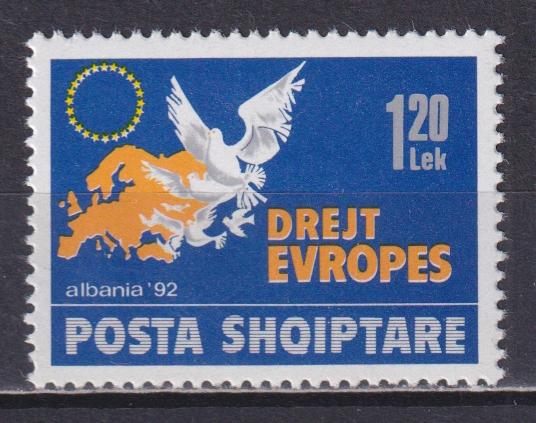 1.20
Lek
DREJT
EVROPES
albania '92
POSTA SHQIPTARE